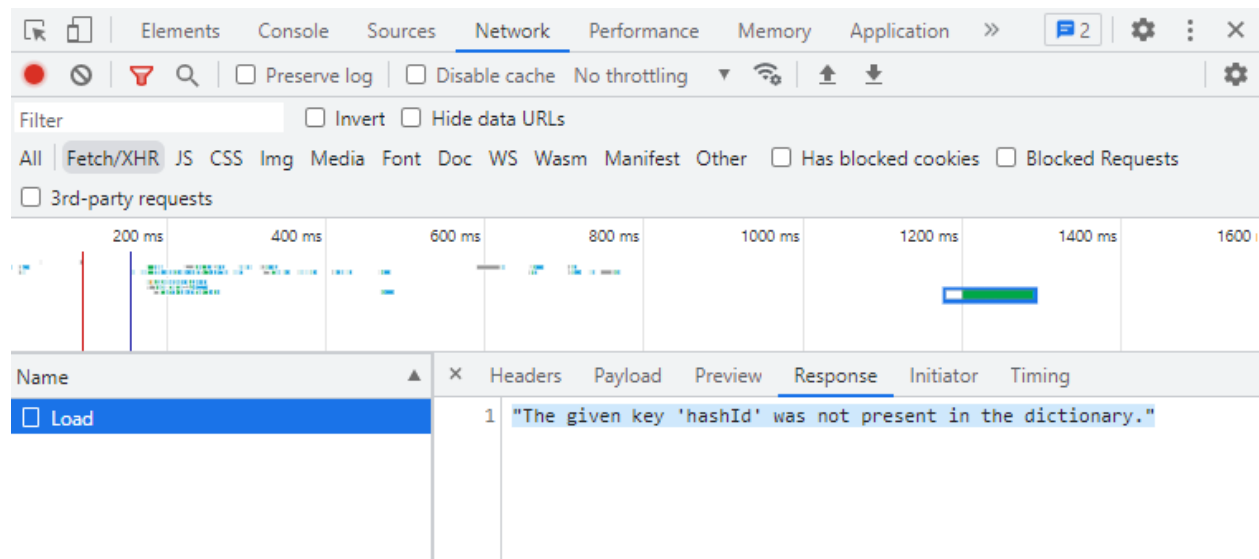 Elements Console Sources Network Performance Memory Application » 2
Preserve log Disable cache No throttling
Filter Invert Hide data URLs
All Fetch/XHR JS CSS Img Media Font Doc WS Wasm Manifest Other Has blocked cookies Blocked Requests
3rd-party requests
200 ms 400 ms 600 ms 800 ms 1000 ms 1200 ms 1400 ms 1600
Name × Headers Payload Preview Response Initiator Timing
Load 1 "The given key 'hashId' was not present in the dictionary."